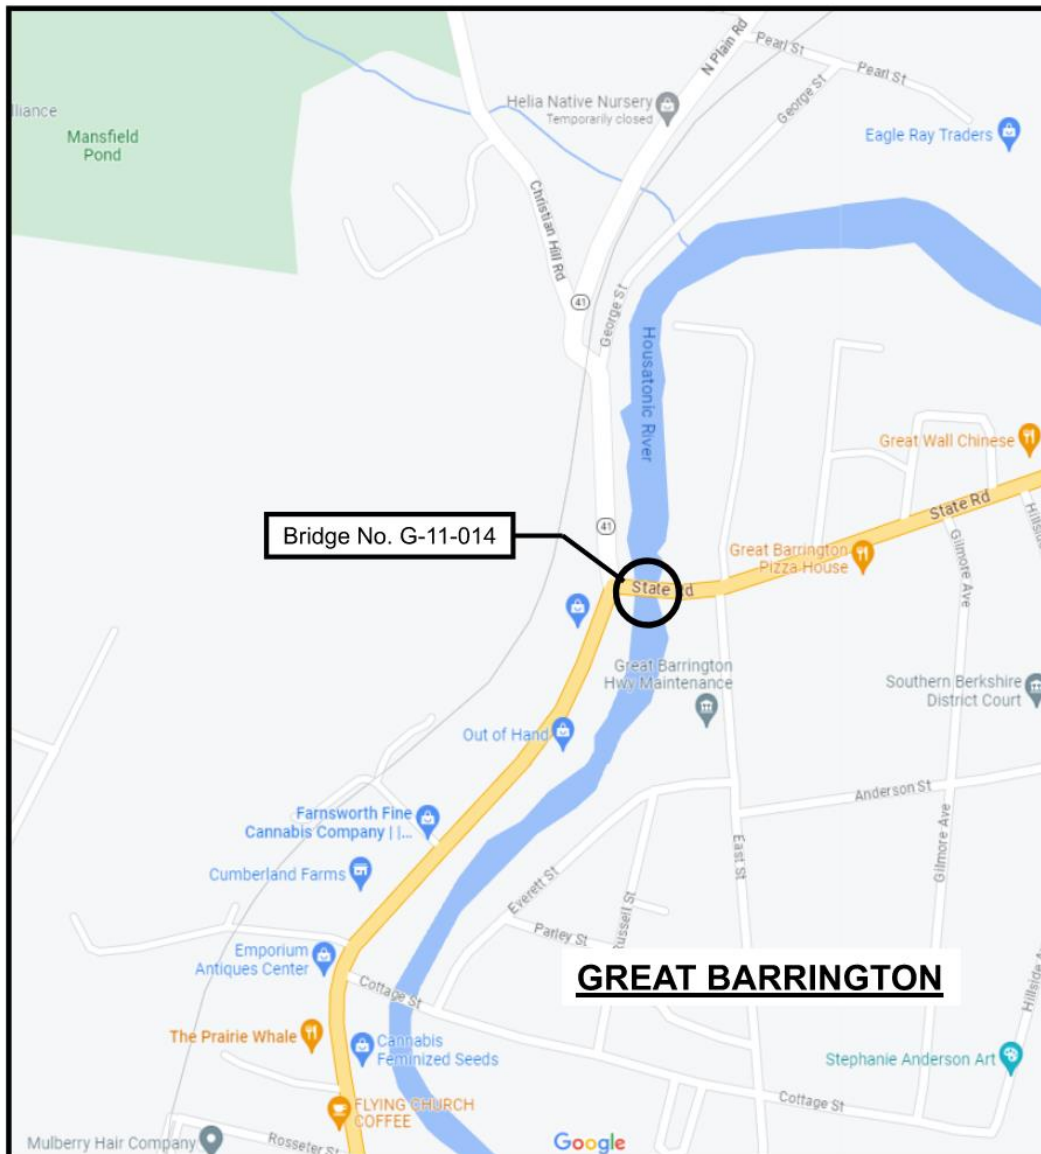 Pearl St
Pearl St
N Plain Rd
George St
Helia Native Nursery
Temporarily closed
lliance
Mansfield
Pond
Eagle Ray Traders
Christian Hill Rd
41
George St
Housatonic River
Great Wall Chinese
State Rd
Hillside
Gilmore Ave
41
Bridge No. G-11-014
Great Barrington
Pizza House
State Rd
Great Barrington
Hwy Maintenance
Southern Berkshire
District Court
Out of Hand
Anderson St
Farnsworth Fine
Cannabis Company | |...
East St
Gilmore Ave
Cumberland Farms
Everett St
Russell St
Parley St
Emporium
Antiques Center
GREAT BARRINGTON
Hillside A
Cottage St
The Prairie Whale
Cannabis
Feminized Seeds
Stephanie Anderson Art
Cottage St
FLYING CHURCH
COFFEE
Mulberry Hair Company
Rosseter St
Google